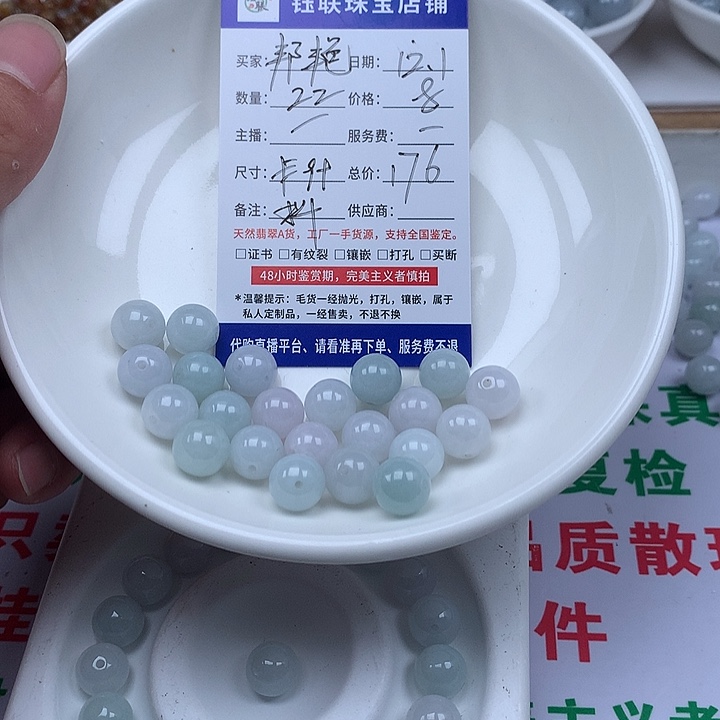 钰联珠宝店铺
买家: 邦艳 日期: 12.1
数量: 22 价格: 8
主播: 服务费: –
尺寸: 总价: 176
备注: 供应商:
天然翡翠A货，工厂一手货源，支持全国鉴定。
□证书 □有纹裂 □镶嵌 □打孔 □买断
48小时鉴赏期，完美主义者慎拍
*温馨提示：毛货一经抛光，打孔，镶嵌，属于
私人定制品，一经售卖，不退不换
代购直播平台、请看准再下单、服务费不退
真
复检
品质散珠
件
主义者